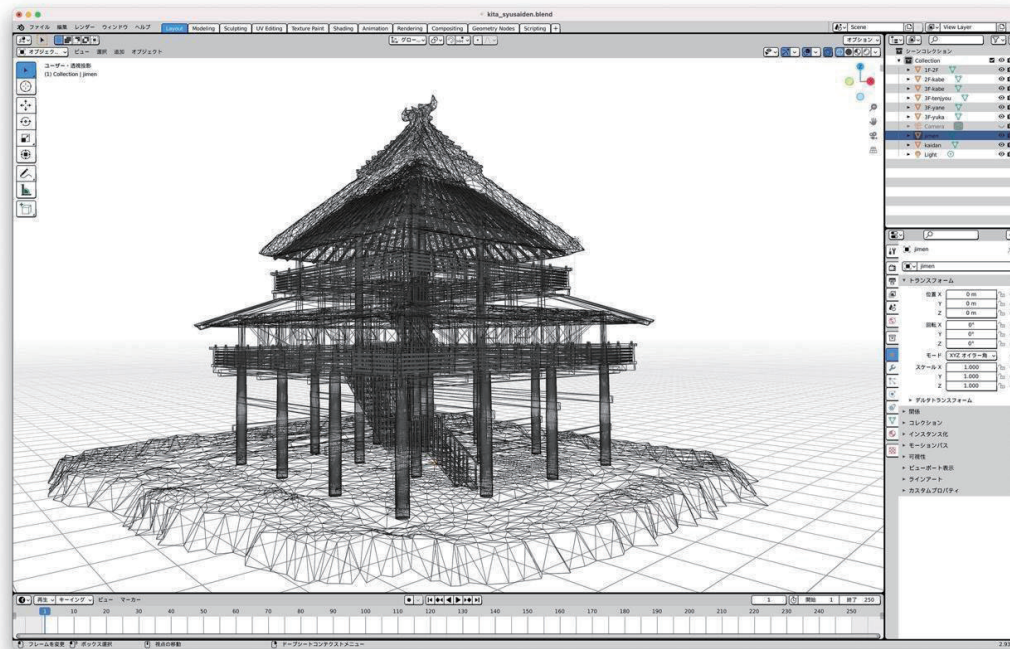 kita_syusaiden.blend
ファイル 編集 レンダー ウィンドウ ヘルプ Layout Modeling Sculpting UV Editing Texture Paint Shading Animation Rendering Compositing Geometry Nodes Scripting + Scene View Layer
グロー... オプション
オブジェク... ビュー 選択 追加 オブジェクト
ユーザー・透視投影
(1) Collection | jimen
シーンコレクション
Collection
1F-2F
2F-kabe
3F-kabe
3F-tenjyou
3F-yane
3F-yuka
Camera
jimen
kaidan
Light
jimen
jimen
トランスフォーム
位置 X 0 m
Y 0 m
Z 0 m
回転 X 0°
Y 0°
Z 0°
モード XYZ オイラー角
スケール X 1.000
Y 1.000
Z 1.000
デルタトランスフォーム
関係
コレクション
インスタンス化
モーションパス
可視性
ビューポート表示
ラインアート
カスタムプロパティ
再生 キーイング ビュー マーカー 1 開始 1 終了 250
1 10 20 30 40 50 60 70 80 90 100 110 120 130 140 150 160 170 180 190 200 210 220 230 240 250
フレームを変更 ボックス選択 視点の移動 ドープシートコンテクストメニュー